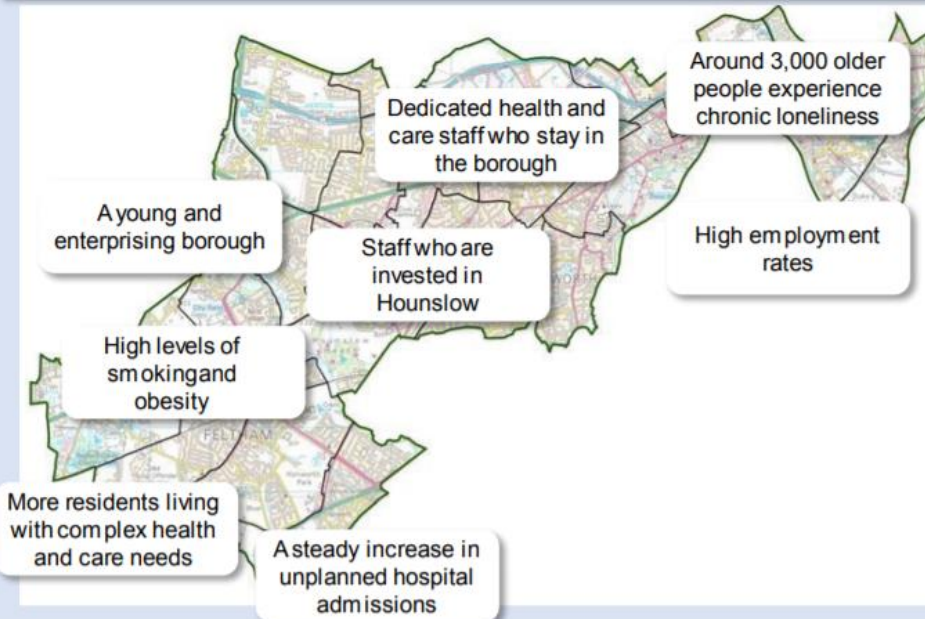 Around 3,000 older
people experience
chronic loneliness
Dedicated health and
care staff who stay in
the borough
A young and
enterprising borough
Staff who are
invested in
Hounslow
High employment
rates
High levels of
smoking and
obesity
FELTHAM
More residents living
with complex health
and care needs
A steady increase in
unplanned hospital
admissions